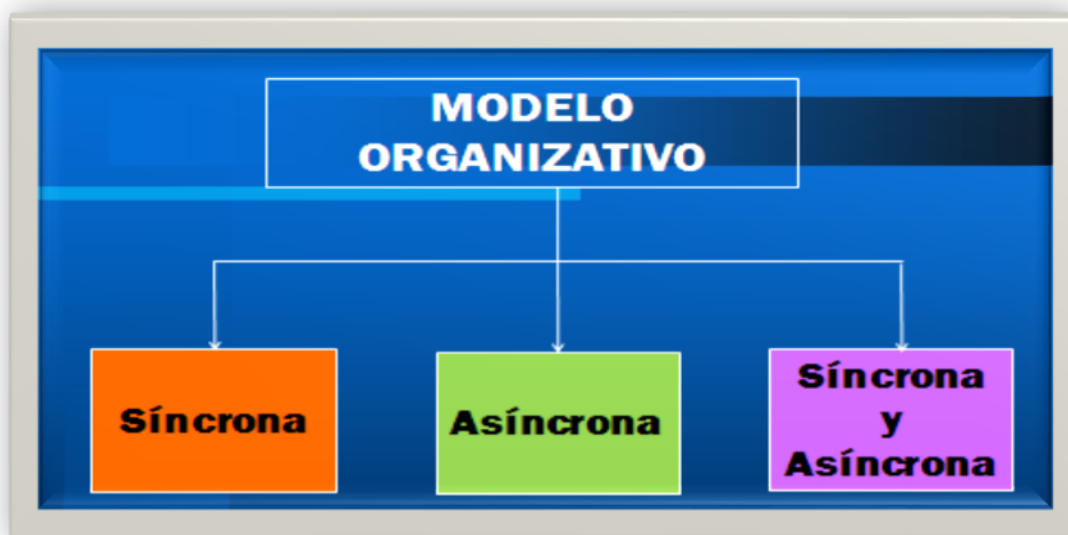 MODELO
ORGANIZATIVO
Síncrona
Asíncrona
Síncrona
y
Asíncrona